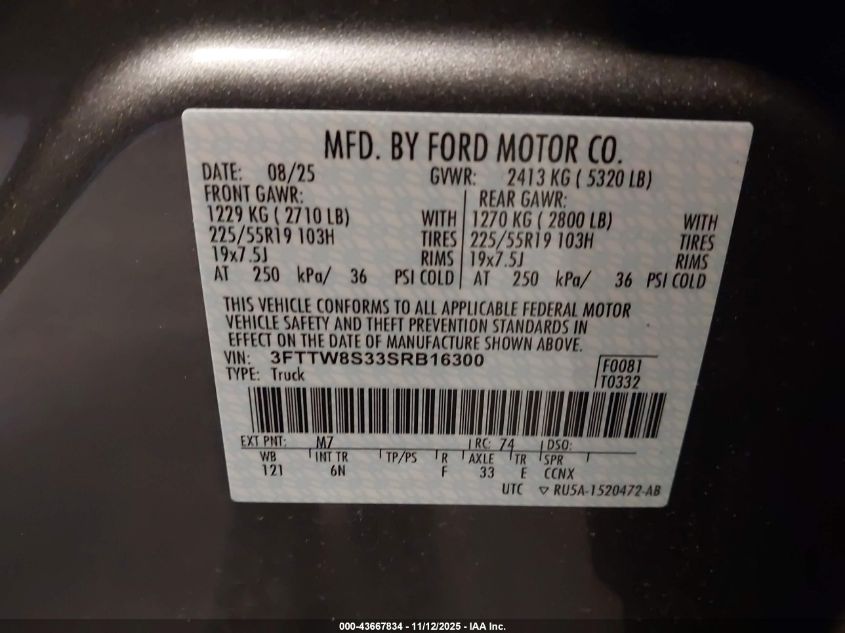 MFD. BY FORD MOTOR CO.
DATE: 08/25 GVWR: 2413 KG ( 5320 LB)
FRONT GAWR: REAR GAWR:
1229 KG ( 2710 LB) WITH 1270 KG ( 2800 LB) WITH
225/55R19 103H TIRES 225/55R19 103H TIRES
19x7.5J RIMS 19x7.5J RIMS
AT 250 kPa/ 36 PSI COLD AT 250 kPa/ 36 PSI COLD
THIS VEHICLE CONFORMS TO ALL APPLICABLE FEDERAL MOTOR
VEHICLE SAFETY AND THEFT PREVENTION STANDARDS IN
EFFECT ON THE DATE OF MANUFACTURE SHOWN ABOVE.
VIN: 3FTTW8S33SRB16300 F0081
TYPE: Truck T0332
EXT PNT: M7 RC: 74 DSO:
WB INT TR TP/PS R AXLE TR SPR
121 6N F 33 E CCNX
UTC ▽ RU5A-1520472-AB
000-43667834 - 11/12/2025 - IAA Inc.